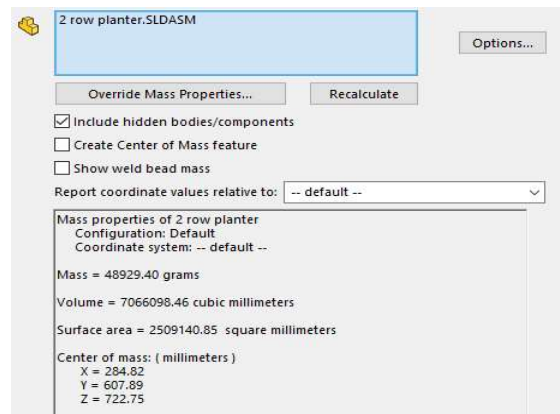 2 row planter.SLDASM
Options...
Override Mass Properties...
Recalculate
Include hidden bodies/components
Create Center of Mass feature
Show weld bead mass
Report coordinate values relative to: -- default --
Mass properties of 2 row planter
Configuration: Default
Coordinate system: -- default --
Mass = 48929.40 grams
Volume = 7066098.46 cubic millimeters
Surface area = 2509140.85 square millimeters
Center of mass: ( millimeters )
X = 284.82
Y = 607.89
Z = 722.75